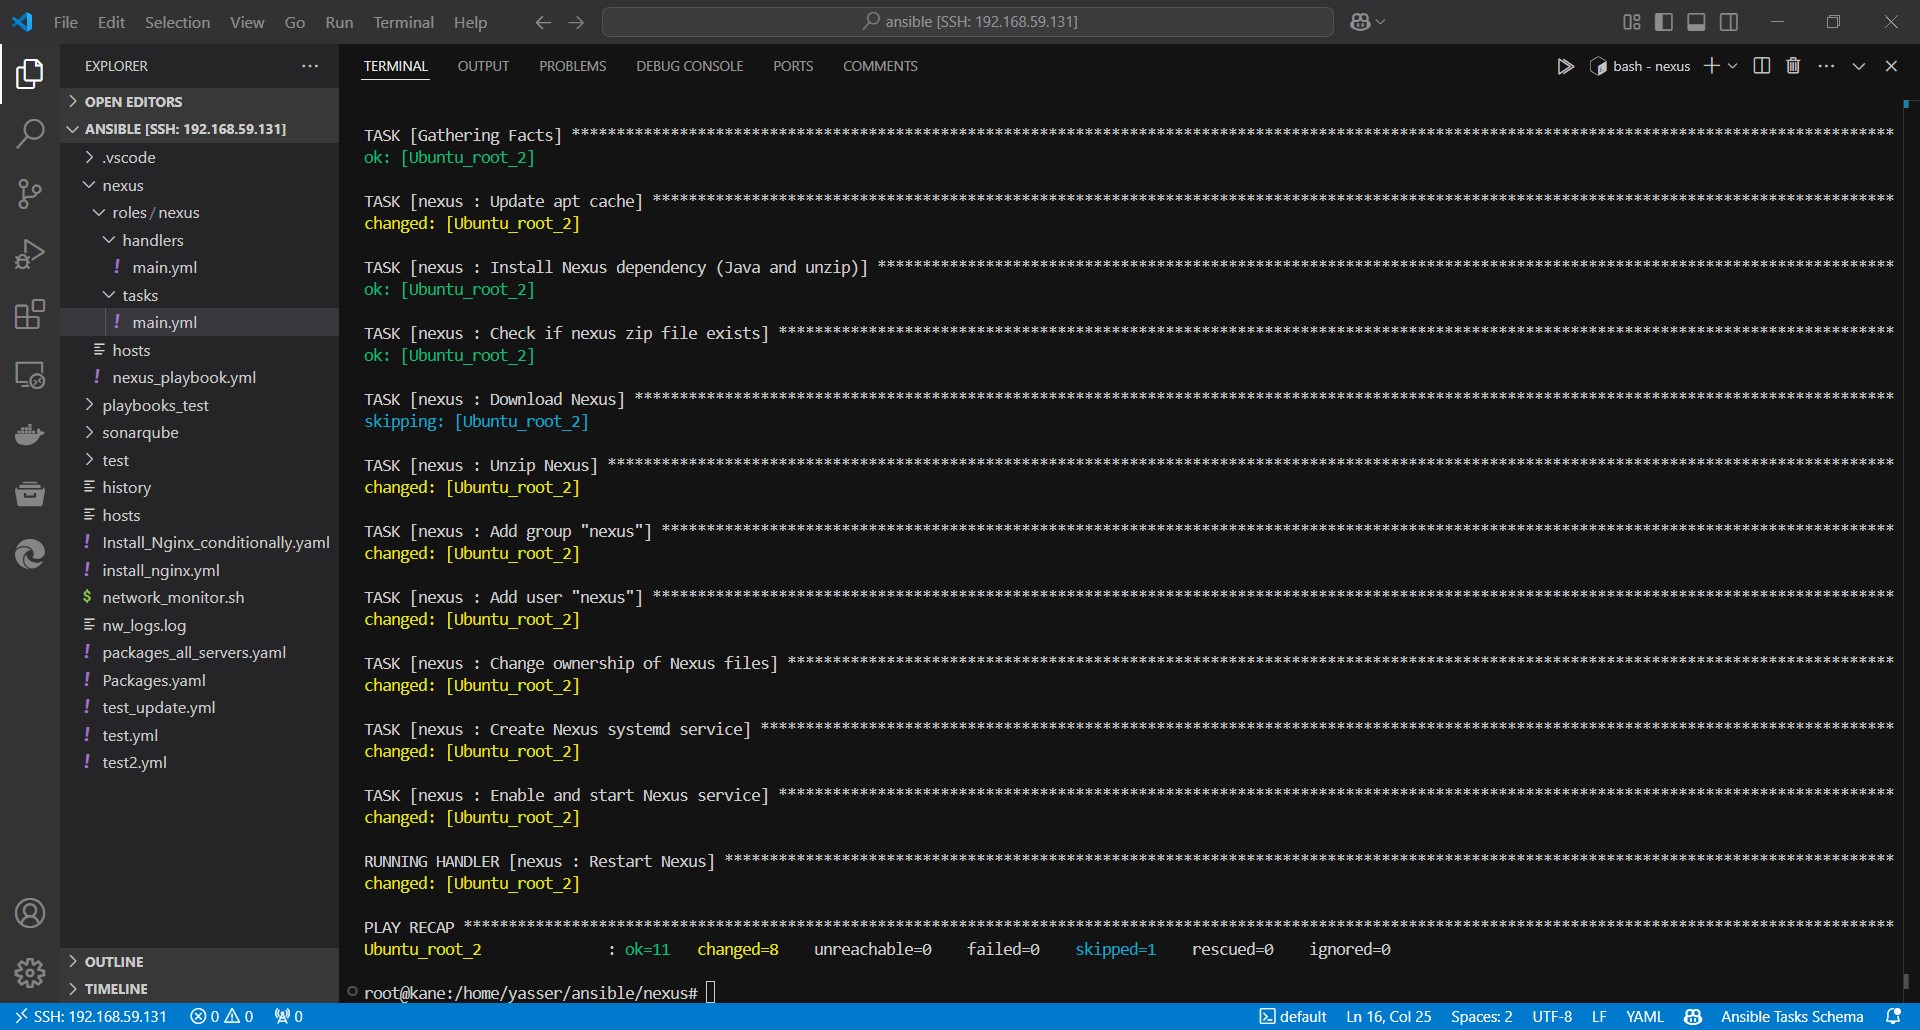 File Edit Selection View Go Run Terminal Help
ansible [SSH: 192.168.59.131]
EXPLORER
OPEN EDITORS
ANSIBLE [SSH: 192.168.59.131]
.vscode
nexus
roles / nexus
handlers
! main.yml
tasks
! main.yml
hosts
! nexus_playbook.yml
playbooks_test
sonarqube
test
history
hosts
! Install_Nginx_conditionally.yaml
! install_nginx.yml
$ network_monitor.sh
nw_logs.log
! packages_all_servers.yaml
! Packages.yaml
! test_update.yml
! test.yml
! test2.yml
OUTLINE
TIMELINE
TERMINAL OUTPUT PROBLEMS DEBUG CONSOLE PORTS COMMENTS
bash - nexus
TASK [Gathering Facts] ***
ok: [Ubuntu_root_2]
TASK [nexus : Update apt cache] ***
changed: [Ubuntu_root_2]
TASK [nexus : Install Nexus dependency (Java and unzip)] ***
ok: [Ubuntu_root_2]
TASK [nexus : Check if nexus zip file exists] ***
ok: [Ubuntu_root_2]
TASK [nexus : Download Nexus] ***
skipping: [Ubuntu_root_2]
TASK [nexus : Unzip Nexus] ***
changed: [Ubuntu_root_2]
TASK [nexus : Add group "nexus"] ***
changed: [Ubuntu_root_2]
TASK [nexus : Add user "nexus"] ***
changed: [Ubuntu_root_2]
TASK [nexus : Change ownership of Nexus files] ***
changed: [Ubuntu_root_2]
TASK [nexus : Create Nexus systemd service] ***
changed: [Ubuntu_root_2]
TASK [nexus : Enable and start Nexus service] ***
changed: [Ubuntu_root_2]
RUNNING HANDLER [nexus : Restart Nexus] ***
changed: [Ubuntu_root_2]
PLAY RECAP ***
Ubuntu_root_2 : ok=11 changed=8 unreachable=0 failed=0 skipped=1 rescued=0 ignored=0
root@kane:/home/yasser/ansible/nexus#
SSH: 192.168.59.131 0 0 0 default Ln 16, Col 25 Spaces: 2 UTF-8 LF YAML Ansible Tasks Schema